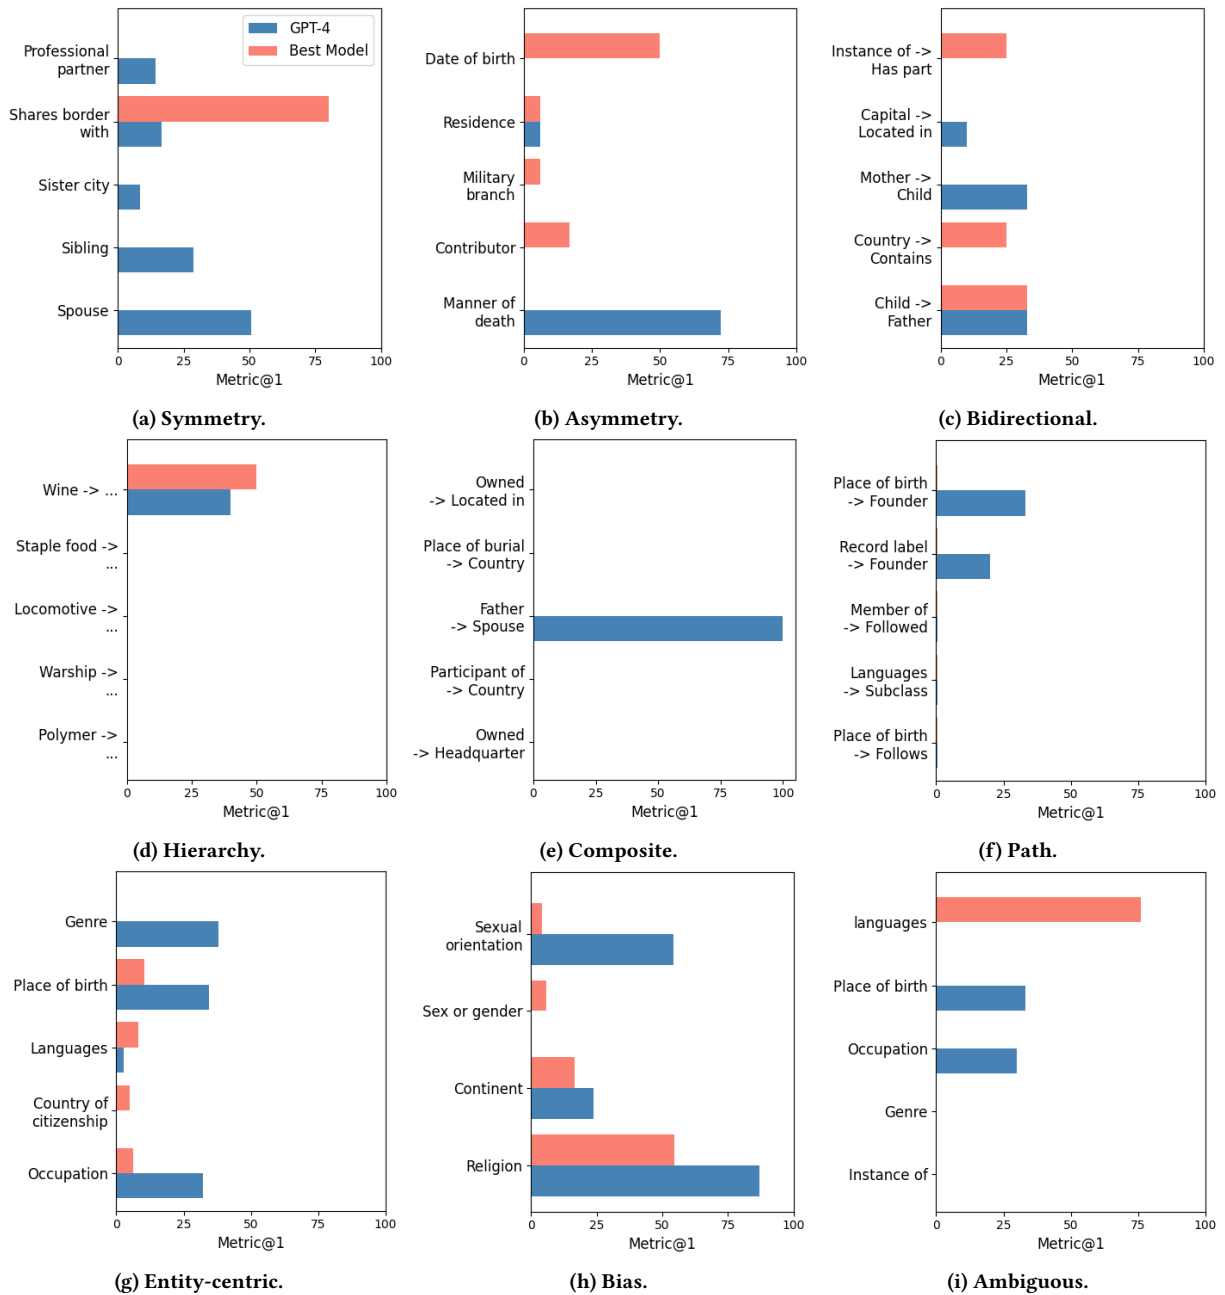 GPT-4
Best Model
Professional
partner
Shares border
with
Sister city
Sibling
Spouse
0 25 50 75 100
Metric@1
(a) Symmetry.
Date of birth
Residence
Military
branch
Contributor
Manner of
death
0 25 50 75 100
Metric@1
(b) Asymmetry.
Instance of ->
Has part
Capital ->
Located in
Mother ->
Child
Country ->
Contains
Child ->
Father
0 25 50 75 100
Metric@1
(c) Bidirectional.
Wine -> ...
Staple food ->
...
Locomotive ->
...
Warship ->
...
Polymer ->
...
0 25 50 75 100
Metric@1
(d) Hierarchy.
Owned
-> Located in
Place of burial
-> Country
Father
-> Spouse
Participant of
-> Country
Owned
-> Headquarter
0 25 50 75 100
Metric@1
(e) Composite.
Place of birth
-> Founder
Record label
-> Founder
Member of
-> Followed
Languages
-> Subclass
Place of birth
-> Follows
0 25 50 75 100
Metric@1
(f) Path.
Genre
Place of birth
Languages
Country of
citizenship
Occupation
0 25 50 75 100
Metric@1
(g) Entity-centric.
Sexual
orientation
Sex or gender
Continent
Religion
0 25 50 75 100
Metric@1
(h) Bias.
languages
Place of birth
Occupation
Genre
Instance of
0 25 50 75 100
Metric@1
(i) Ambiguous.